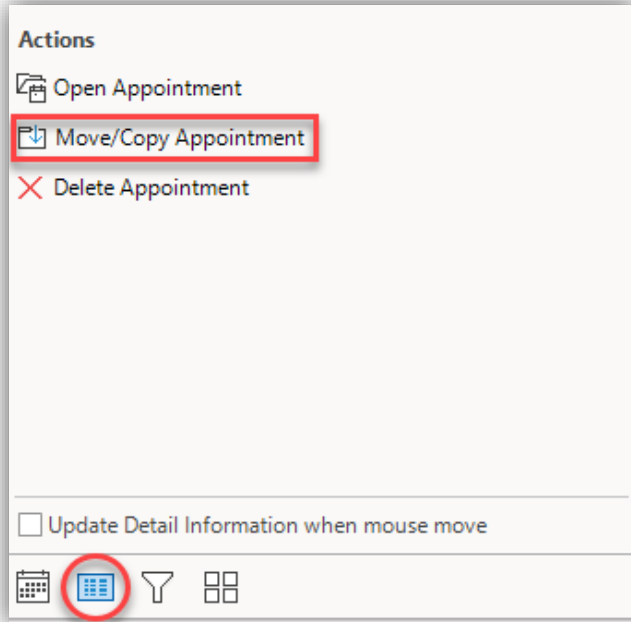 Actions
Open Appointment
Move/Copy Appointment
Delete Appointment
Update Detail Information when mouse move